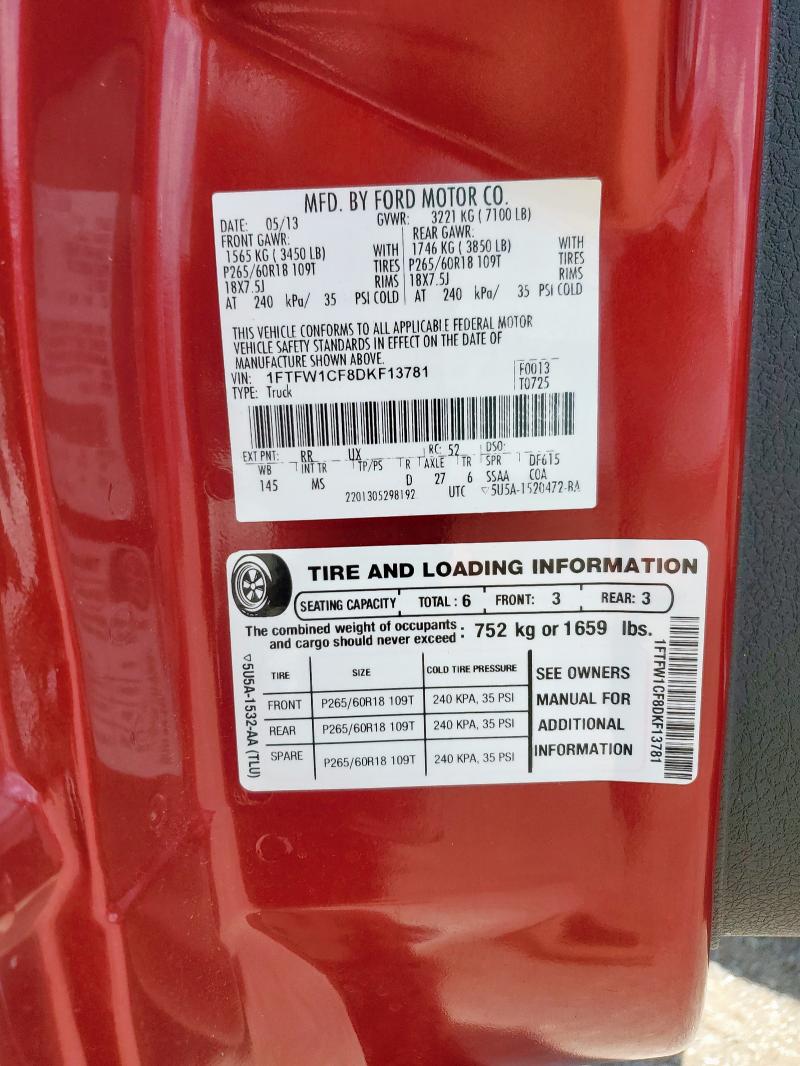 MFD. BY FORD MOTOR CO.
DATE: 05/13 GVWR: 3221 KG ( 7100 LB)
FRONT GAWR: REAR GAWR:
1565 KG ( 3450 LB) WITH 1746 KG ( 3850 LB) WITH
P265/60R18 109T TIRES P265/60R18 109T TIRES
18X7.5J RIMS 18X7.5J RIMS
AT 240 kPa/ 35 PSI COLD AT 240 kPa/ 35 PSI COLD
THIS VEHICLE CONFORMS TO ALL APPLICABLE FEDERAL MOTOR
VEHICLE SAFETY STANDARDS IN EFFECT ON THE DATE OF
MANUFACTURE SHOWN ABOVE.
VIN: 1FTFW1CF8DKF13781 F0013
TYPE: Truck T0725
EXT PNT: RR UX RC: 52 DSO:
WB INT TR TP/PS R AXLE TR SPR DF615
145 MS D 27 6 SSAA COA
2201305298192 UTC ▽5U5A-1520472-BA
TIRE AND LOADING INFORMATION
SEATING CAPACITY TOTAL : 6 FRONT: 3 REAR: 3
The combined weight of occupants
and cargo should never exceed : 752 kg or 1659 lbs.
TIRE SIZE COLD TIRE PRESSURE
FRONT P265/60R18 109T 240 KPA, 35 PSI
REAR P265/60R18 109T 240 KPA, 35 PSI
SPARE P265/60R18 109T 240 KPA, 35 PSI
SEE OWNERS
MANUAL FOR
ADDITIONAL
INFORMATION
▽5U5A-1532-AA (TLU)
1FTFW1CF8DKF13781